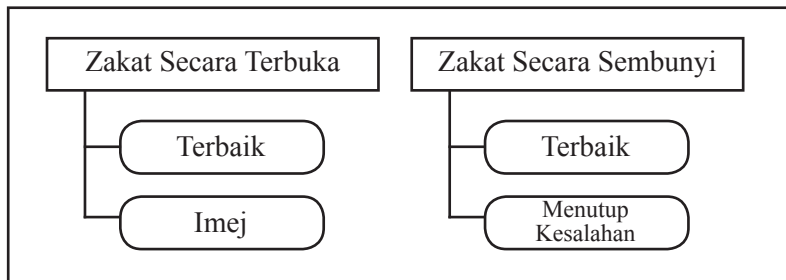 Zakat Secara Terbuka
Terbaik
Imej
Zakat Secara Sembunyi
Terbaik
Menutup
Kesalahan